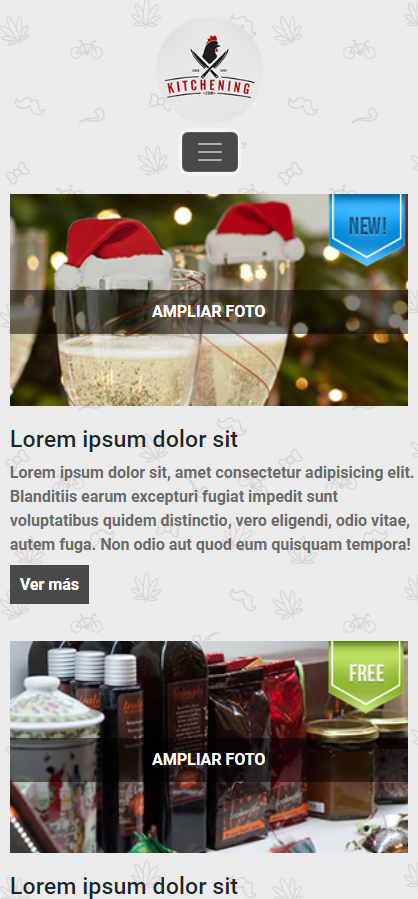 KITCHENING
NEW!
AMPLIAR FOTO
Lorem ipsum dolor sit
Lorem ipsum dolor sit, amet consectetur adipisicing elit.
Blanditiis earum excepturi fugiat impedit sunt
voluptatibus quidem distinctio, vero eligendi, odio vitae,
autem fuga. Non odio aut quod eum quisquam tempora!
Ver más
FREE
AMPLIAR FOTO
Lorem ipsum dolor sit